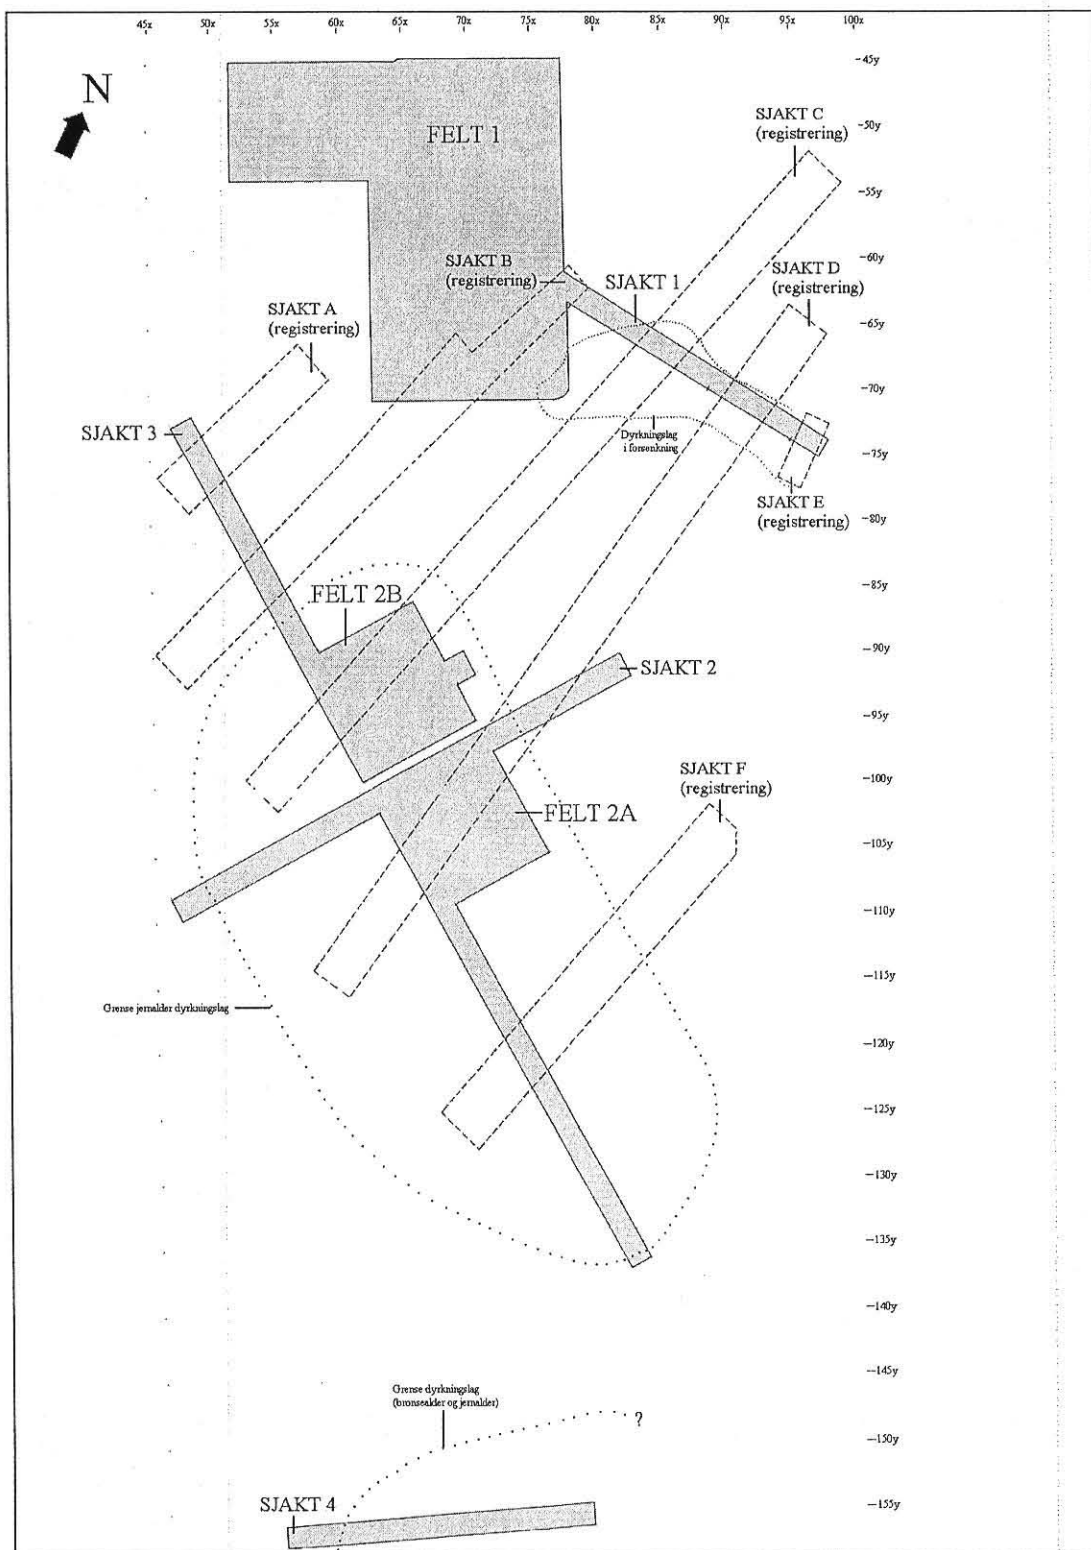 45x 50x 55x 60x 65x 70x 75x 80x 85x 90x 95x 100x
N
—45y
—50y
—55y
—60y
—65y
—70y
—75y
—80y
—85y
—90y
—95y
—100y
—105y
—110y
—115y
—120y
—125y
—130y
—135y
—140y
—145y
—150y
—155y
FELT 1
SJAKT C
(registrering)
SJAKT B
(registrering)
SJAKT 1
SJAKT D
(registrering)
SJAKT A
(registrering)
SJAKT 3
Dyrkningslag
i forsenkning
SJAKT E
(registrering)
FELT 2B
SJAKT 2
SJAKT F
(registrering)
FELT 2A
Grense jernalder dyrkningslag
Grense dyrkningslag
(bronsealder og jernalder)
?
SJAKT 4